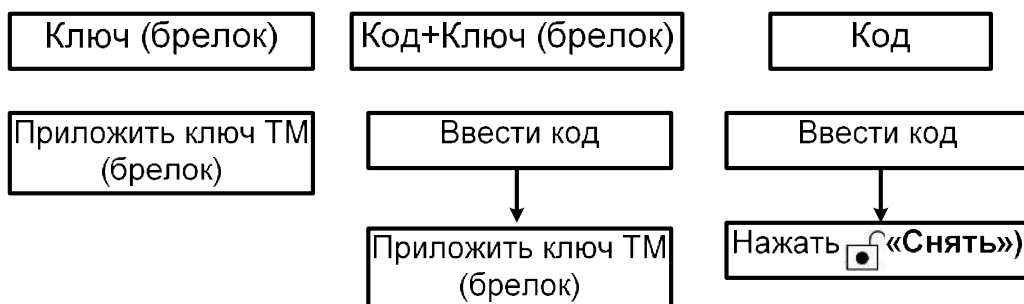 Ключ (брелок)
Код+Ключ (брелок)
Код
Приложить ключ ТМ
(брелок)
Ввести код
Ввести код
Приложить ключ ТМ
(брелок)
Нажать «Снять»)